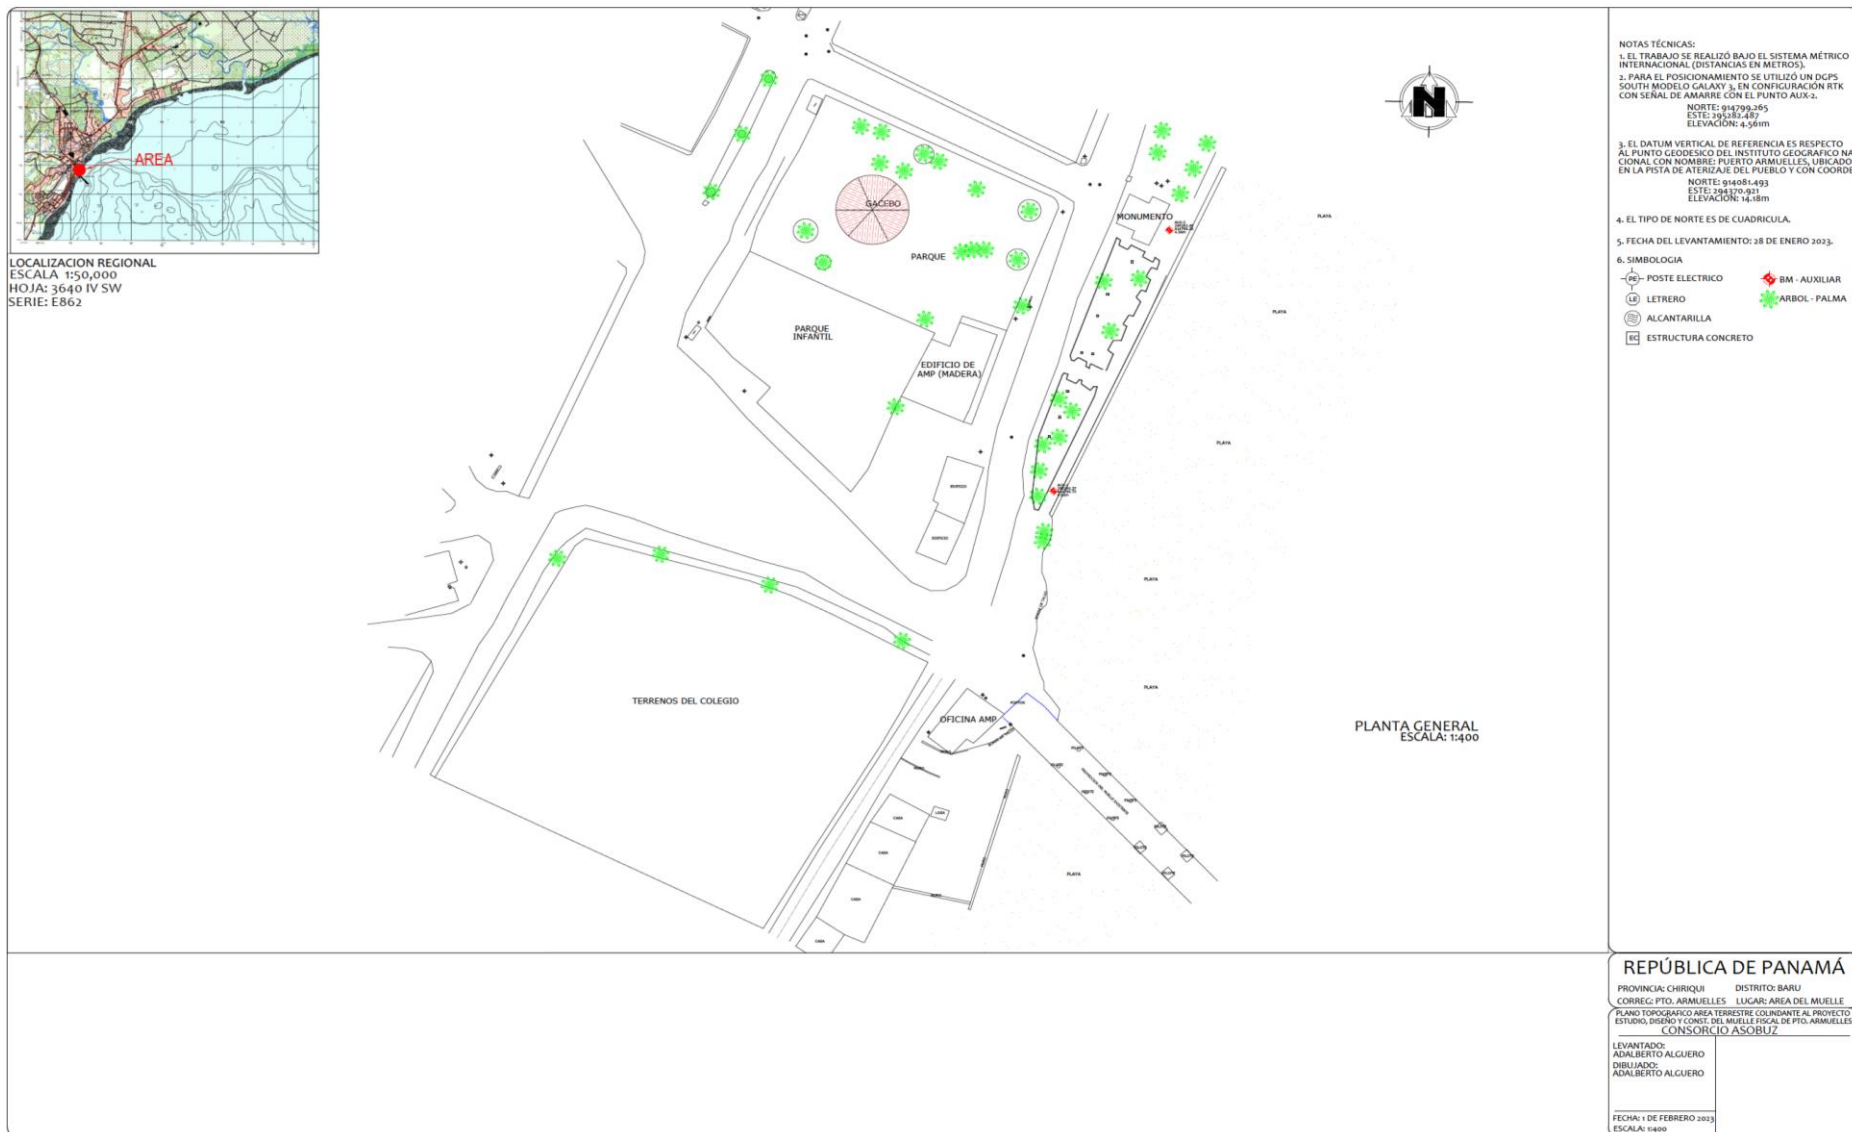 AREA
LOCALIZACION REGIONAL
ESCALA 1:50,000
HOJA: 3640 IV SW
SERIE: E862
GACEBO
PARQUE
PARQUE
INFANTIL
EDIFICIO DE
AMP (MADERA)
EDIFICIO
EDIFICIO
MONUMENTO
PLAYA
PLAYA
PLAYA
PLAYA
PLAYA
PLAYA
TERRENOS DEL COLEGIO
OFICINA AMP
CASA
CASA
CASA
CASA
PLANTA GENERAL
ESCALA: 1:400
N
NOTAS TÉCNICAS:
1. EL TRABAJO SE REALIZÓ BAJO EL SISTEMA MÉTRICO
INTERNACIONAL (DISTANCIAS EN METROS).
2. PARA EL POSICIONAMIENTO SE UTILIZÓ UN DGPS
SOUTH MODELO GALAXY 3, EN CONFIGURACIÓN RTK
CON SEÑAL DE AMARRE CON EL PUNTO AUX-2.
NORTE: 914799.265
ESTE: 295282.487
ELEVACIÓN: 4.561m
3. EL DATUM VERTICAL DE REFERENCIA ES RESPECTO
AL PUNTO GEODESICO DEL INSTITUTO GEOGRAFICO NA
CIONAL CON NOMBRE: PUERTO ARMUELLES, UBICADO
EN LA PISTA DE ATERIZAJE DEL PUEBLO Y CON COORDE
NORTE: 914081.493
ESTE: 294370.921
ELEVACIÓN: 14.18m
4. EL TIPO DE NORTE ES DE CUADRICULA.
5. FECHA DEL LEVANTAMIENTO: 28 DE ENERO 2023.
6. SIMBOLOGIA
PE POSTE ELECTRICO
BM - AUXILIAR
LE LETRERO
ARBOL - PALMA
ALCANTARILLA
EC ESTRUCTURA CONCRETO
REPÚBLICA DE PANAMÁ
PROVINCIA: CHIRIQUI DISTRITO: BARU
CORREG: PTO. ARMUELLES LUGAR: AREA DEL MUELLE
PLANO TOPOGRAFICO AREA TERRESTRE COLINDANTE AL PROYECTO
ESTUDIO, DISEÑO Y CONST. DEL MUELLE FISCAL DE PTO. ARMUELLES
CONSORCIO ASOBUZ
LEVANTADO:
ADALBERTO ALGUERO
DIBUJADO:
ADALBERTO ALGUERO
FECHA: 1 DE FEBRERO 2023
ESCALA: 1:400